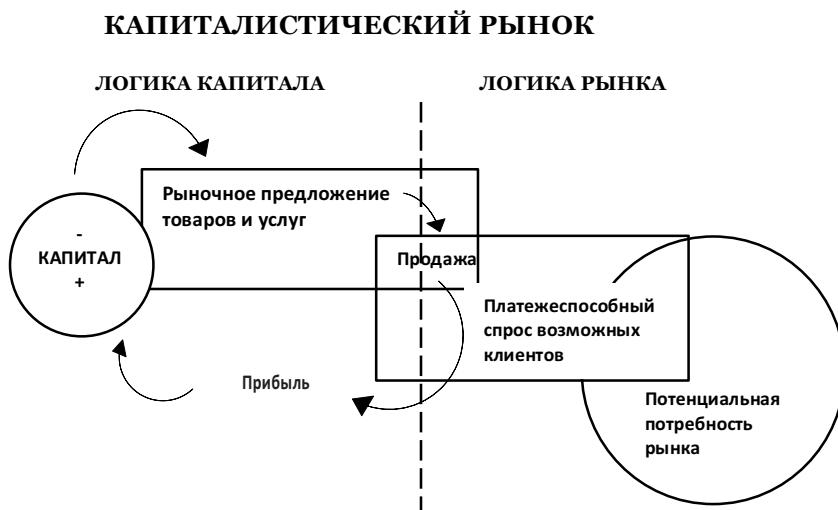 КАПИТАЛИСТИЧЕСКИЙ РЫНОК
ЛОГИКА КАПИТАЛА
ЛОГИКА РЫНКА
Рыночное предложение
товаров и услуг
-
КАПИТАЛ
+
Продажа
Платежеспособный
спрос возможных
клиентов
Прибыль
Потенциальная
потребность
рынка